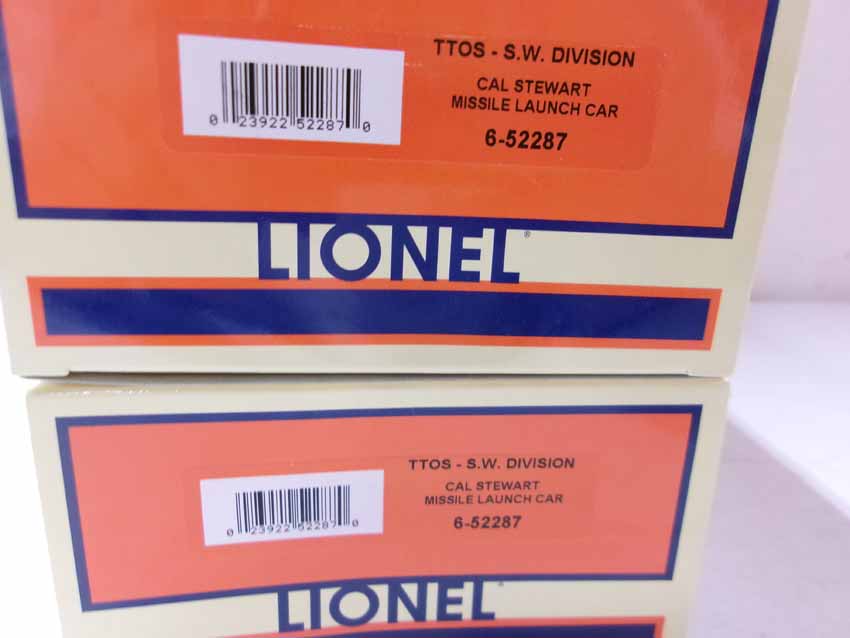 TTOS - S.W. DIVISION
CAL STEWART
MISSILE LAUNCH CAR
6-52287
0 23922 52287 0
LIONEL®
TTOS - S.W. DIVISION
CAL STEWART
MISSILE LAUNCH CAR
6-52287
0 23922 52287 0
LIONEL